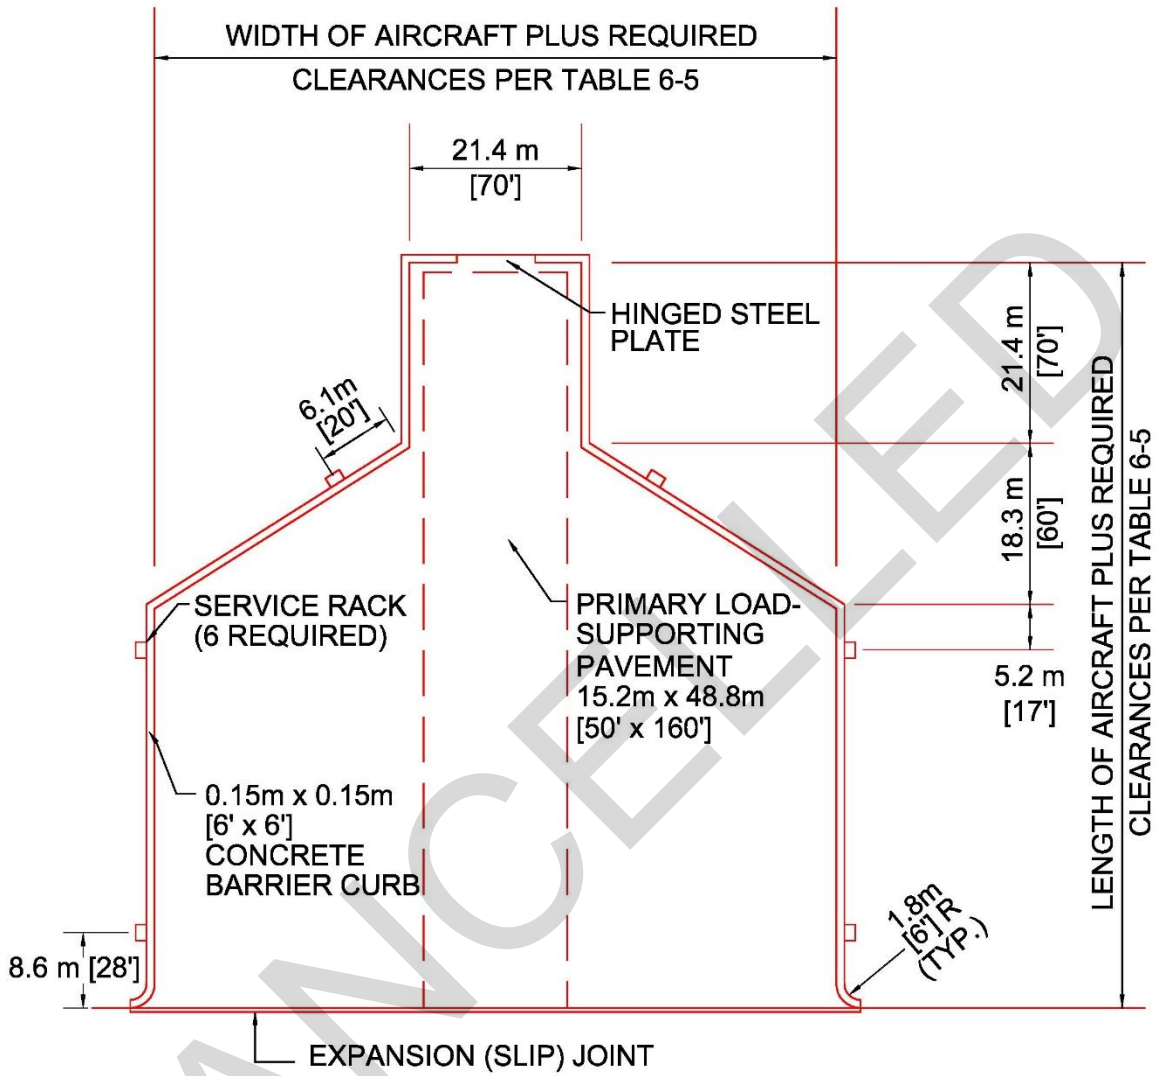 WIDTH OF AIRCRAFT PLUS REQUIRED
CLEARANCES PER TABLE 6-5
21.4 m
[70']
HINGED STEEL
PLATE
6.1m
[20']
21.4 m
[70']
18.3 m
[60']
5.2 m
[17']
LENGTH OF AIRCRAFT PLUS REQUIRED
CLEARANCES PER TABLE 6-5
SERVICE RACK
(6 REQUIRED)
PRIMARY LOAD-
SUPPORTING
PAVEMENT
15.2m x 48.8m
[50' x 160']
0.15m x 0.15m
[6' x 6']
CONCRETE
BARRIER CURB
8.6 m [28']
1.8m
[6'] R
(TYP.)
EXPANSION (SLIP) JOINT
CANCELLED